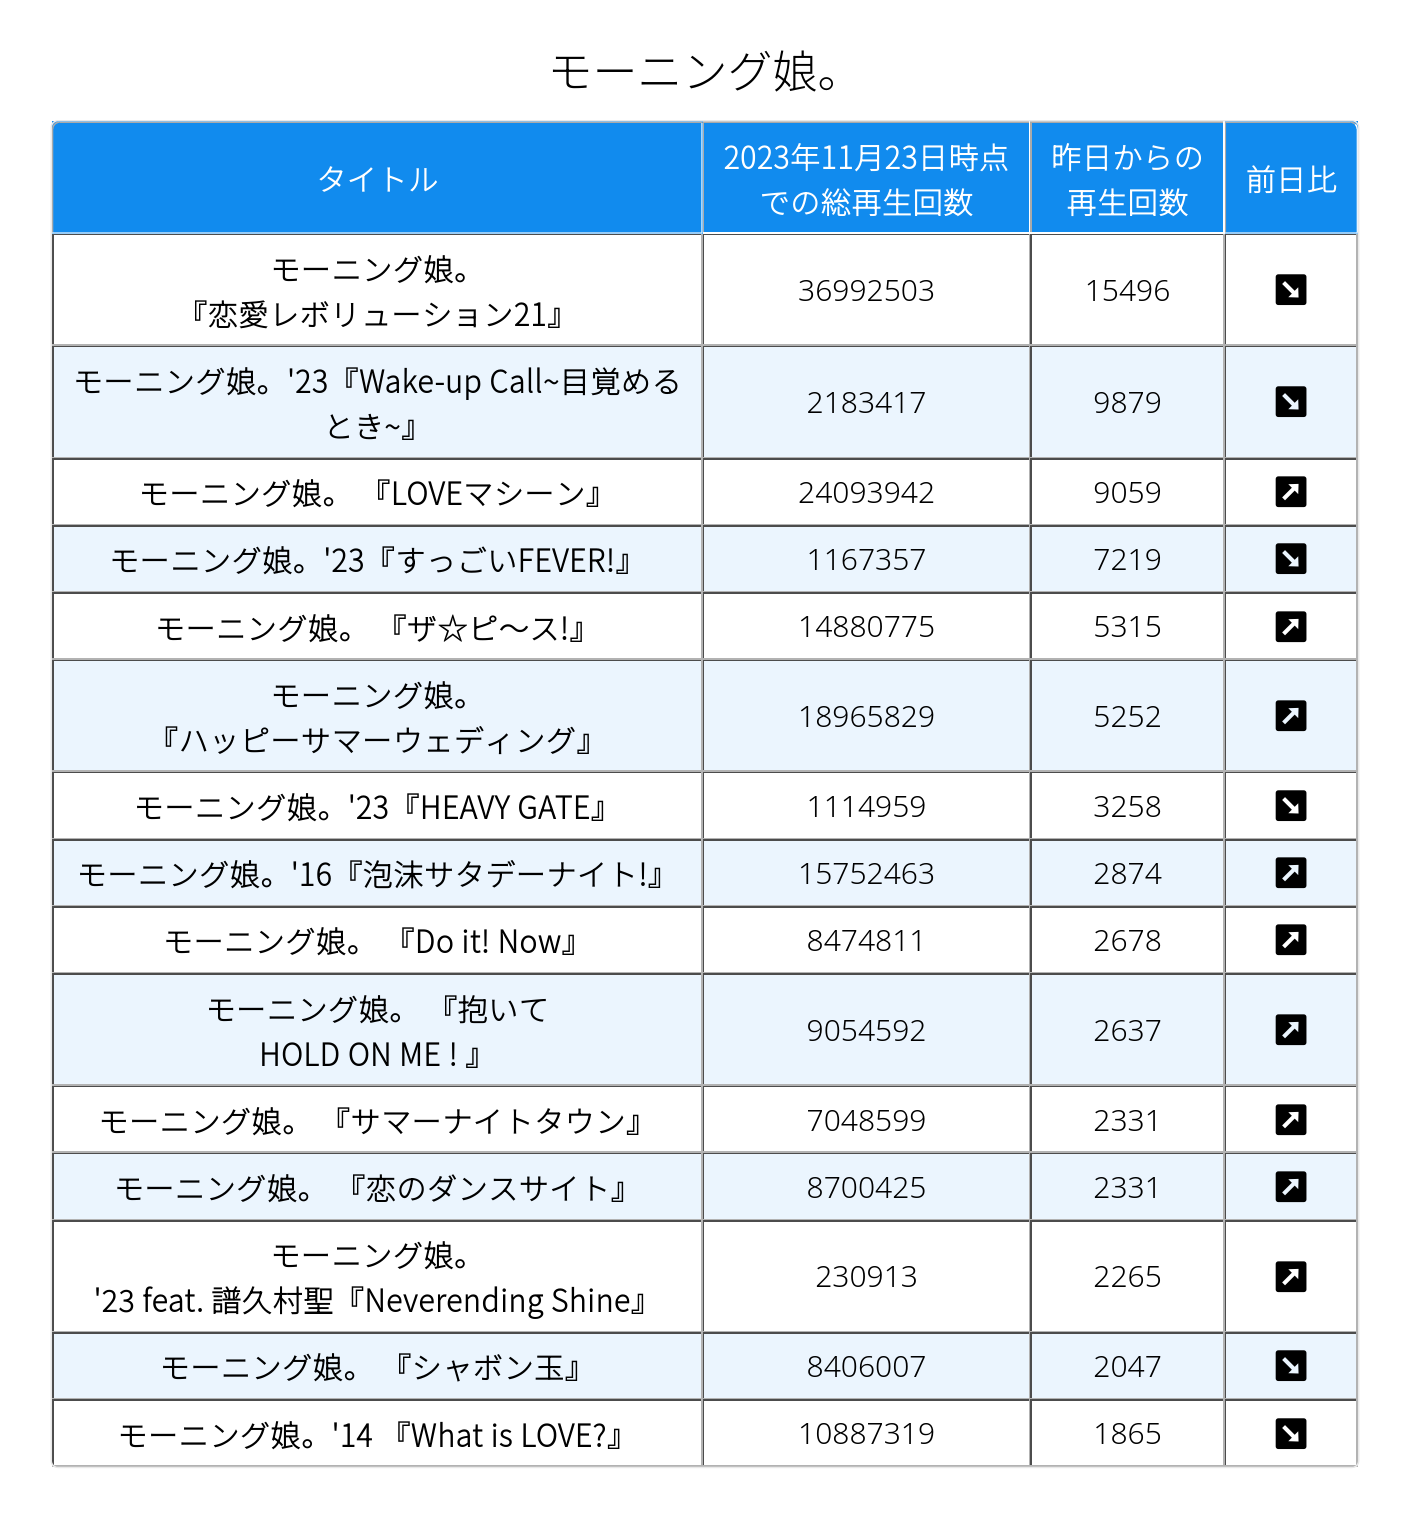 モーニング娘。
タイトル
2023年11月23日時点
での総再生回数
昨日からの
再生回数
前日比
モーニング娘。
『恋愛レボリューション21』
36992503
15496
モーニング娘。'23『Wake-up Call~目覚める
とき~』
2183417
9879
モーニング娘。 『LOVEマシーン』
24093942
9059
モーニング娘。'23『すっごいFEVER!』
1167357
7219
モーニング娘。 『ザ☆ピ〜ス!』
14880775
5315
モーニング娘。
『ハッピーサマーウェディング』
18965829
5252
モーニング娘。'23『HEAVY GATE』
1114959
3258
モーニング娘。'16『泡沫サタデーナイト!』
15752463
2874
モーニング娘。 『Do it! Now』
8474811
2678
モーニング娘。 『抱いて
HOLD ON ME ! 』
9054592
2637
モーニング娘。 『サマーナイトタウン』
7048599
2331
モーニング娘。 『恋のダンスサイト』
8700425
2331
モーニング娘。
'23 feat. 譜久村聖『Neverending Shine』
230913
2265
モーニング娘。 『シャボン玉』
8406007
2047
モーニング娘。'14 『What is LOVE?』
10887319
1865